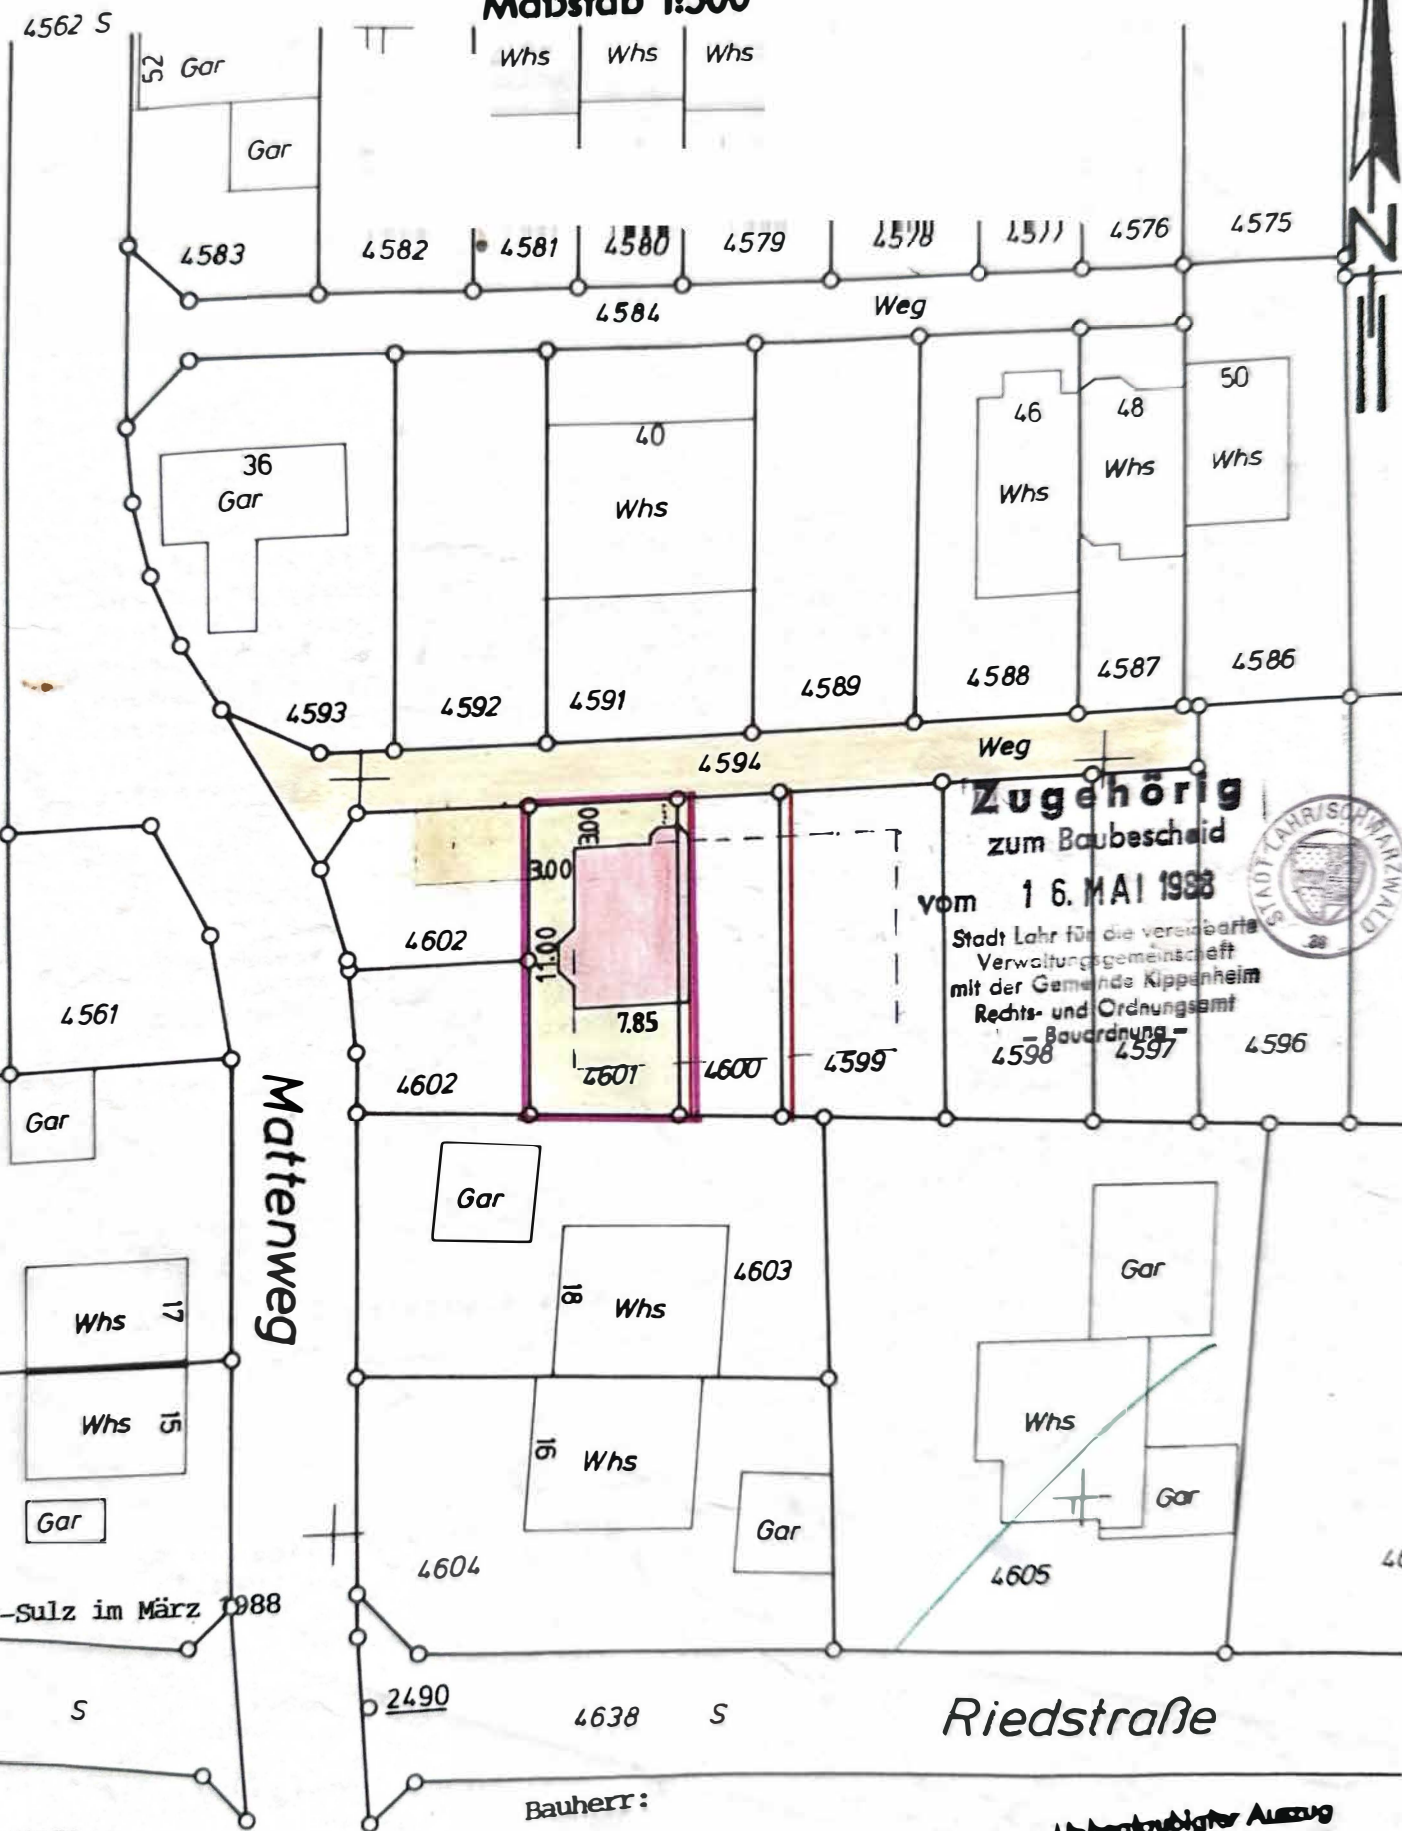 Maßstab 1:500
4562 S
52 Gar
Whs Whs Whs
Gar
N
4583 4582 4581 4580 4579 4578 4577 4576 4575
4584 Weg
36
Gar
40
Whs
46
Whs
48
Whs
50
Whs
4593 4592 4591 4589 4588 4587 4586
4594 Weg
3.00
3.00
11.00
7.85
Zugehörig
zum Baubescheid
vom 16. MAI 1988
Stadt Lahr für die vereinbarte
Verwaltungsgemeinschaft
mit der Gemeinde Kippenheim
Rechts- und Ordnungsamt
- Bauordnung -
STADT LAHR/SCHWARZWALD
4602
4561
4602 4601 4600 4599 4598 4597 4596
Gar
Mattenweg
Gar
18 Whs 4603
Gar
Whs 17
Whs 15
16 Whs
Whs
Gar
Gar
Gar
4604
4605
-Sulz im März 1988
S
2490
4638 S Riedstraße
Bauherr:
Auszug